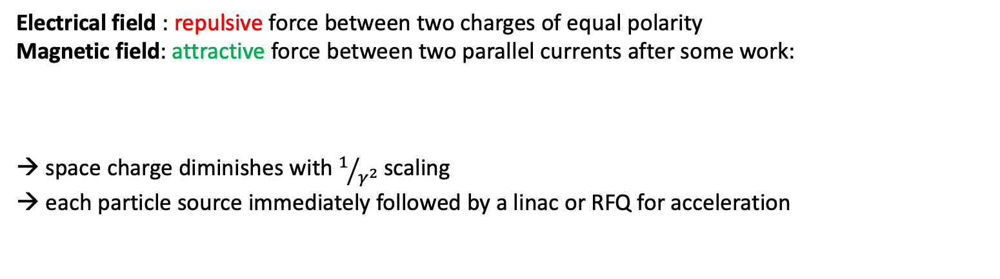 Electrical field : repulsive force between two charges of equal polarity
Magnetic field: attractive force between two parallel currents after some work:
→ space charge diminishes with 1/γ² scaling
→ each particle source immediately followed by a linac or RFQ for acceleration